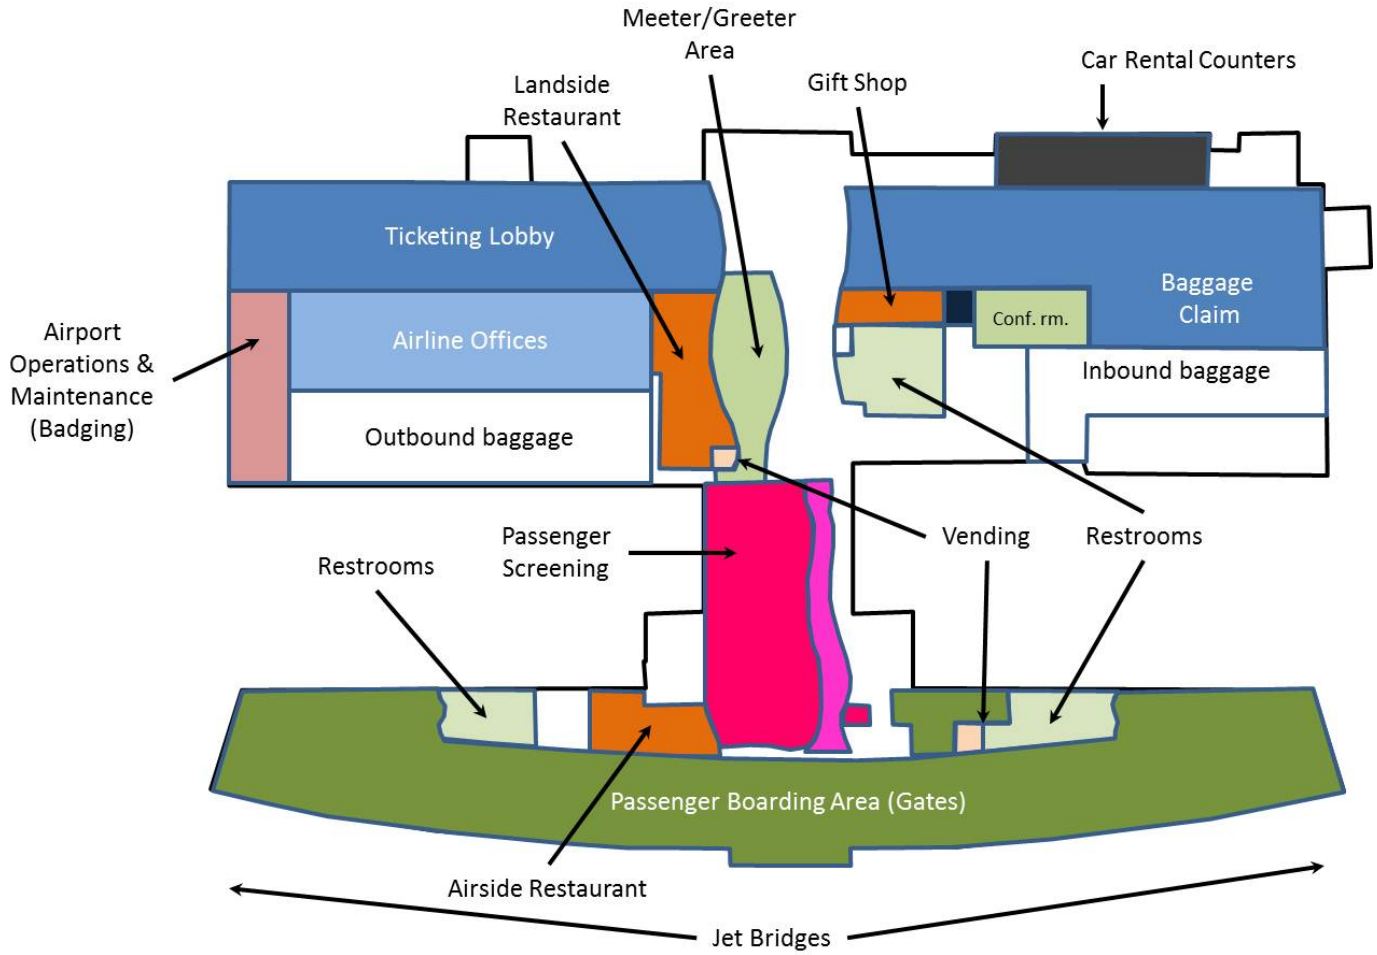 Meeter/Greeter
Area
Car Rental Counters
Gift Shop
Landside
Restaurant
Ticketing Lobby
Baggage
Claim
Conf. rm.
Airport
Operations &
Maintenance
(Badging)
Airline Offices
Inbound baggage
Outbound baggage
Passenger
Screening
Vending
Restrooms
Restrooms
Passenger Boarding Area (Gates)
Airside Restaurant
Jet Bridges